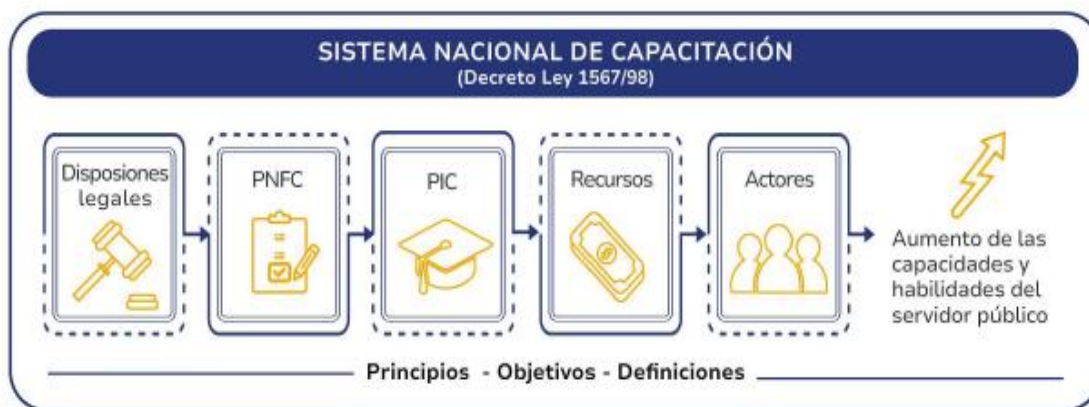 SISTEMA NACIONAL DE CAPACITACIÓN
(Decreto Ley 1567/98)
Disposiones
legales
PNFC
PIC
Recursos
Actores
Aumento de las
capacidades y
habilidades del
servidor público
Principios - Objetivos - Definiciones